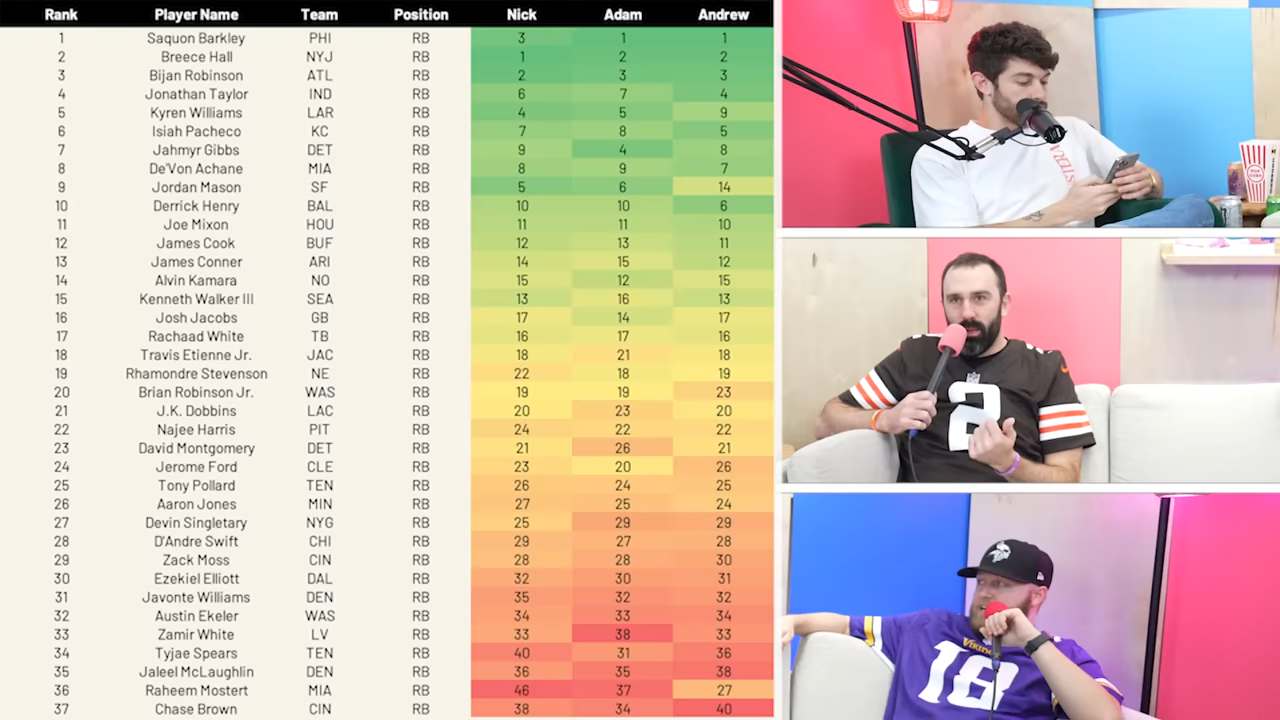 Rank Player Name Team Position Nick Adam Andrew
1 Saquon Barkley PHI RB 3 1 1
2 Breece Hall NYJ RB 1 2 2
3 Bijan Robinson ATL RB 2 3 3
4 Jonathan Taylor IND RB 6 7 4
5 Kyren Williams LAR RB 4 5 9
6 Isiah Pacheco KC RB 7 8 5
7 Jahmyr Gibbs DET RB 9 4 8
8 De'Von Achane MIA RB 8 9 7
9 Jordan Mason SF RB 5 6 14
10 Derrick Henry BAL RB 10 10 6
11 Joe Mixon HOU RB 11 11 10
12 James Cook BUF RB 12 13 11
13 James Conner ARI RB 14 15 12
14 Alvin Kamara NO RB 15 12 15
15 Kenneth Walker III SEA RB 13 16 13
16 Josh Jacobs GB RB 17 14 17
17 Rachaad White TB RB 16 17 16
18 Travis Etienne Jr. JAC RB 18 21 18
19 Rhamondre Stevenson NE RB 22 18 19
20 Brian Robinson Jr. WAS RB 19 19 23
21 J.K. Dobbins LAC RB 20 23 20
22 Najee Harris PIT RB 24 22 22
23 David Montgomery DET RB 21 26 21
24 Jerome Ford CLE RB 23 20 26
25 Tony Pollard TEN RB 26 24 25
26 Aaron Jones MIN RB 27 25 24
27 Devin Singletary NYG RB 25 29 29
28 D'Andre Swift CHI RB 29 27 28
29 Zack Moss CIN RB 28 28 30
30 Ezekiel Elliott DAL RB 32 30 31
31 Javonte Williams DEN RB 35 32 32
32 Austin Ekeler WAS RB 34 33 34
33 Zamir White LV RB 33 38 33
34 Tyjae Spears TEN RB 40 31 36
35 Jaleel McLaughlin DEN RB 36 35 38
36 Raheem Mostert MIA RB 46 37 27
37 Chase Brown CIN RB 38 34 40
2
VIKINGS
18